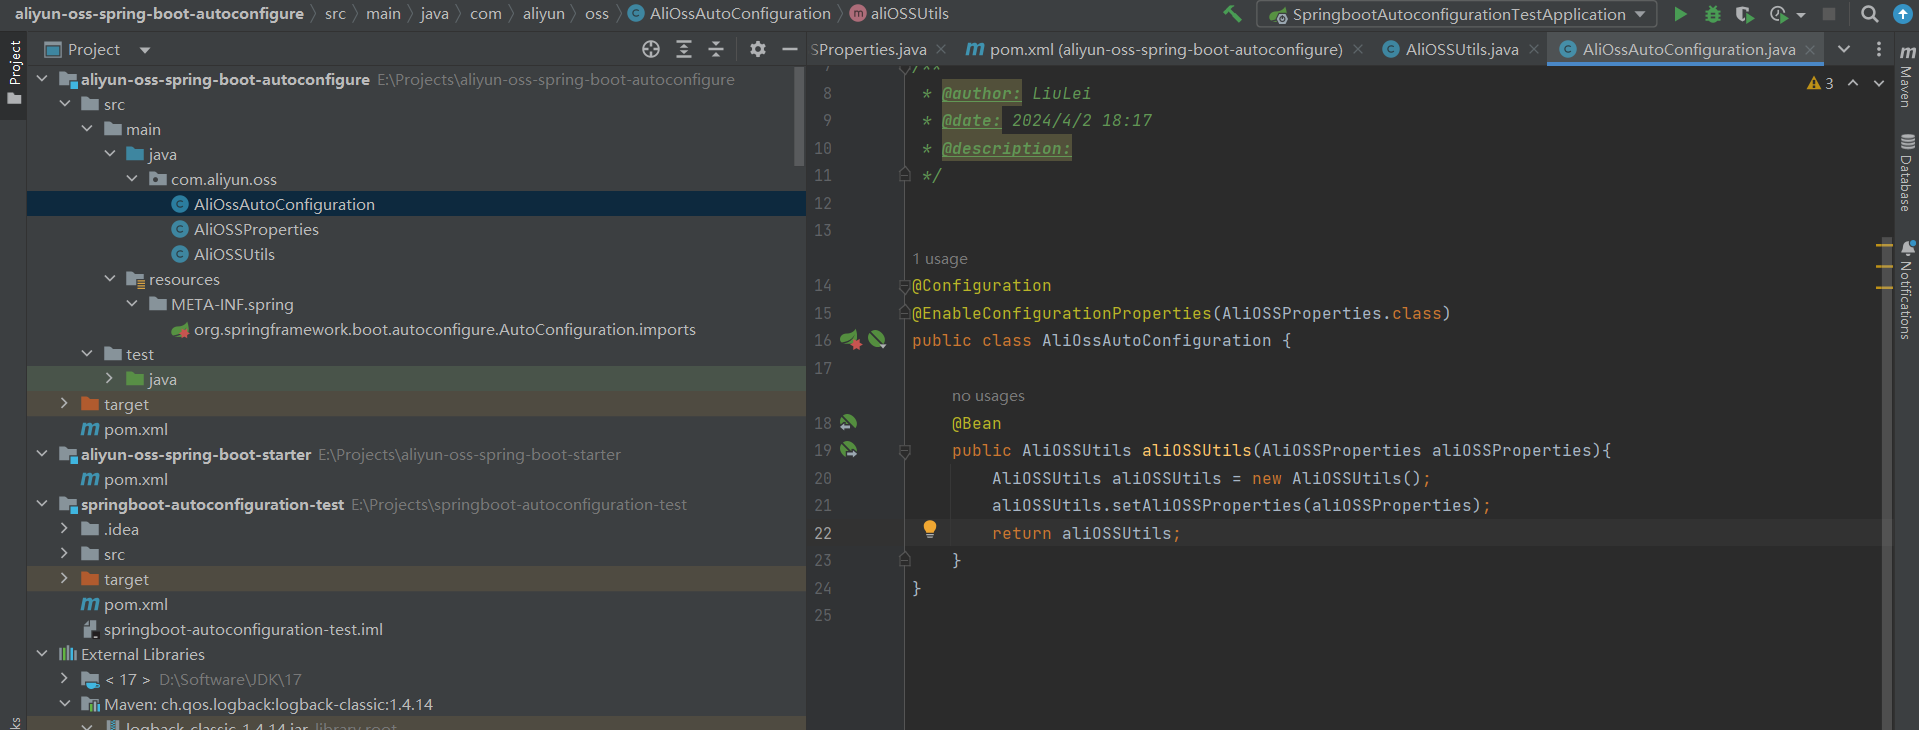 aliyun-oss-spring-boot-autoconfigure src main java com aliyun oss AliOssAutoConfiguration aliOSSUtils
SpringbootAutoconfigurationTestApplication
Project
Project
SProperties.java
pom.xml (aliyun-oss-spring-boot-autoconfigure)
AliOSSUtils.java
AliOssAutoConfiguration.java
aliyun-oss-spring-boot-autoconfigure E:\Projects\aliyun-oss-spring-boot-autoconfigure
src
main
java
com.aliyun.oss
AliOssAutoConfiguration
AliOSSProperties
AliOSSUtils
resources
META-INF.spring
org.springframework.boot.autoconfigure.AutoConfiguration.imports
test
java
target
pom.xml
aliyun-oss-spring-boot-starter E:\Projects\aliyun-oss-spring-boot-starter
pom.xml
springboot-autoconfiguration-test E:\Projects\springboot-autoconfiguration-test
.idea
src
target
pom.xml
springboot-autoconfiguration-test.iml
External Libraries
< 17 > D:\Software\JDK\17
Maven: ch.qos.logback:logback-classic:1.4.14
logback-classic-1.4.14.jar library root
7 /**
8 * @author: LiuLei
9 * @date: 2024/4/2 18:17
10 * @description:
11 */
12
13
1 usage
14 @Configuration
15 @EnableConfigurationProperties(AliOSSProperties.class)
16 public class AliOssAutoConfiguration {
17
no usages
18 @Bean
19 public AliOSSUtils aliOSSUtils(AliOSSProperties aliOSSProperties){
20 AliOSSUtils aliOSSUtils = new AliOSSUtils();
21 aliOSSUtils.setAliOSSProperties(aliOSSProperties);
22 return aliOSSUtils;
23 }
24 }
25
3
Maven
Database
Notifications